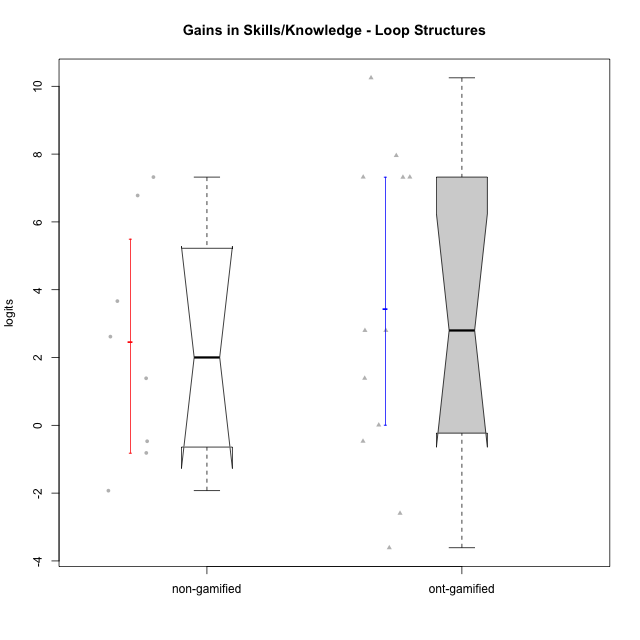 Gains in Skills/Knowledge - Loop Structures
logits
10
8
6
4
2
0
-2
-4
non-gamified
ont-gamified